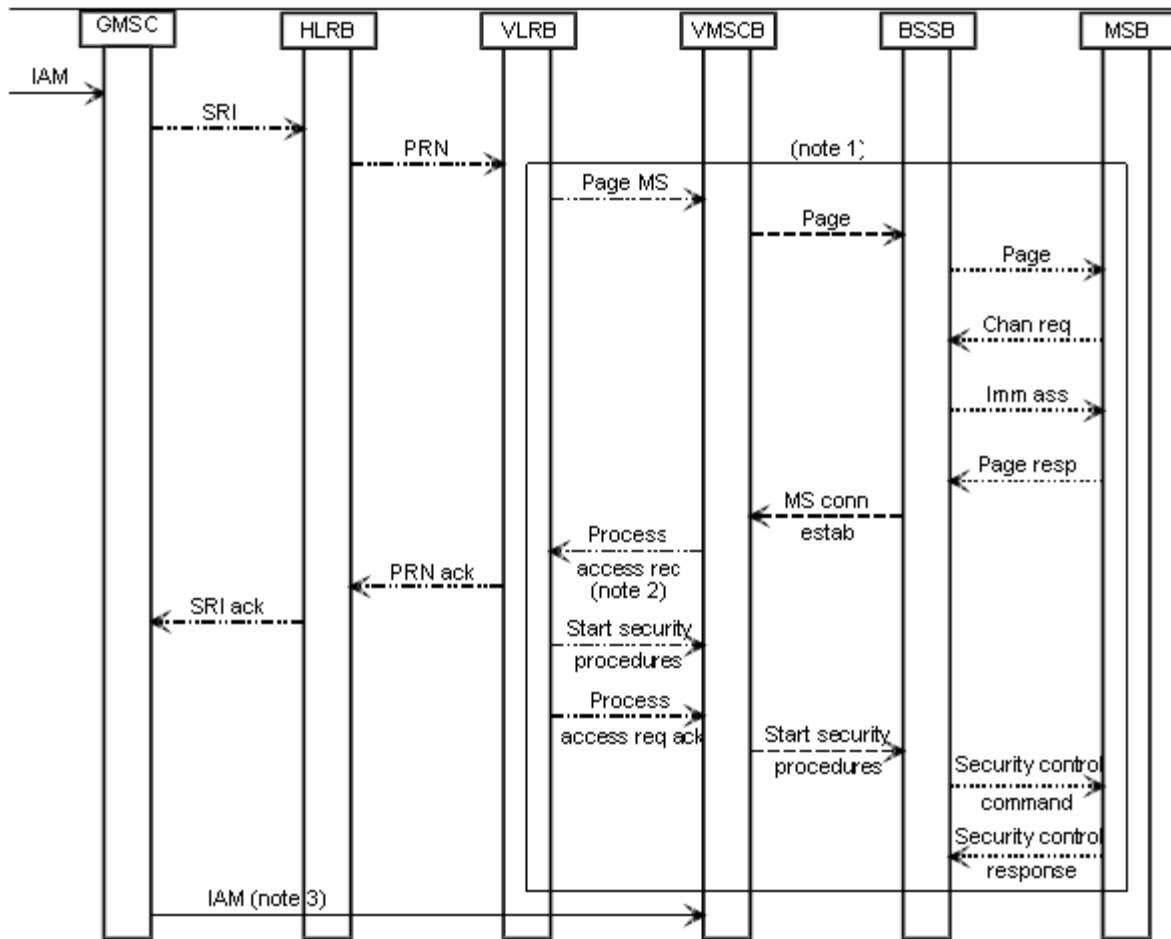 GMSC
HLRB
VLRB
VMSCB
BSSB
MSB
IAM
SRI
PRN
(note 1)
Page MS
Page
Page
Chan req
Imm ass
Page resp
MS conn
estab
Process
access rec
(note 2)
PRN ack
SRI ack
Start security
procedures
Process
access req ack
Start security
procedures
Security control
command
Security control
response
IAM (note 3)